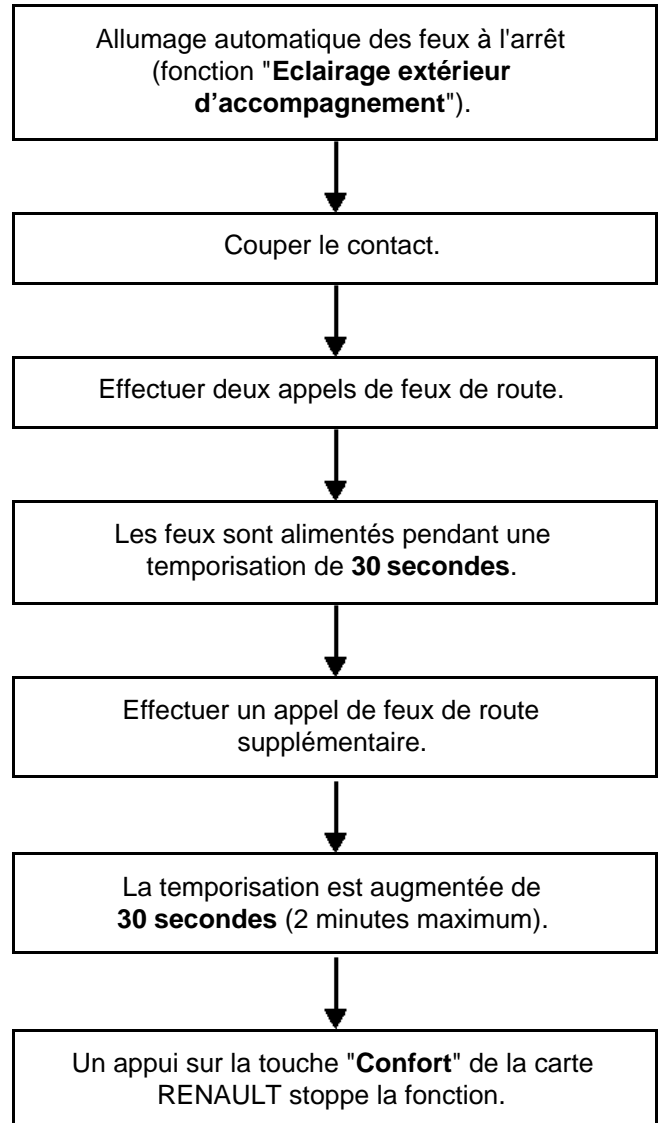 Allumage automatique des feux à l'arrêt
(fonction "Eclairage extérieur
d’accompagnement").
Couper le contact.
Effectuer deux appels de feux de route.
Les feux sont alimentés pendant une
temporisation de 30 secondes.
Effectuer un appel de feux de route
supplémentaire.
La temporisation est augmentée de
30 secondes (2 minutes maximum).
Un appui sur la touche "Confort" de la carte
RENAULT stoppe la fonction.